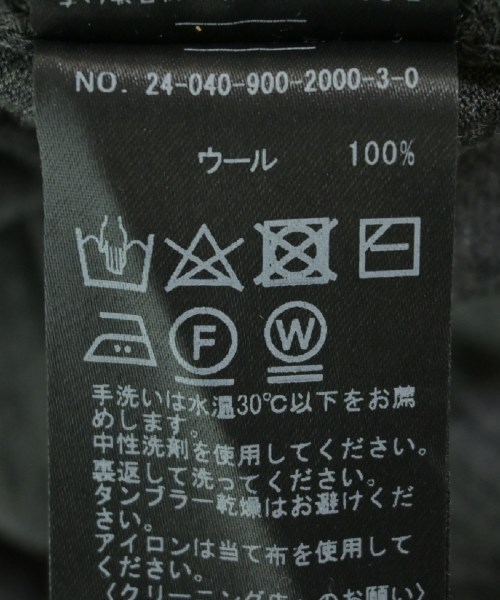 NO. 24-040-900-2000-3-0
ウール 100%
F
W
手洗いは水温30℃以下をお薦
めします。
中性洗剤を使用してください。
裏返して洗ってください。
タンブラー乾燥はお避けくだ
さい。
アイロンは当て布を使用して
ください。